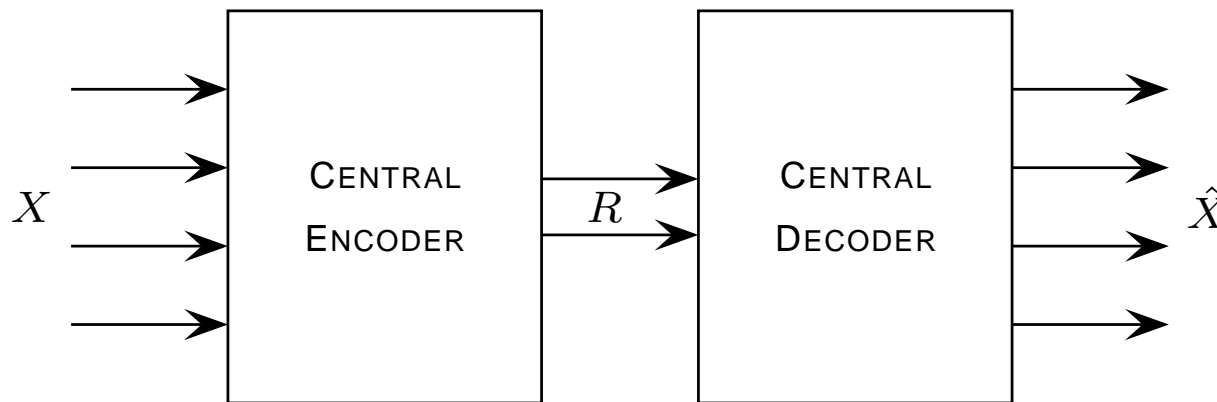 X
CENTRAL
ENCODER
R
CENTRAL
DECODER
X̂